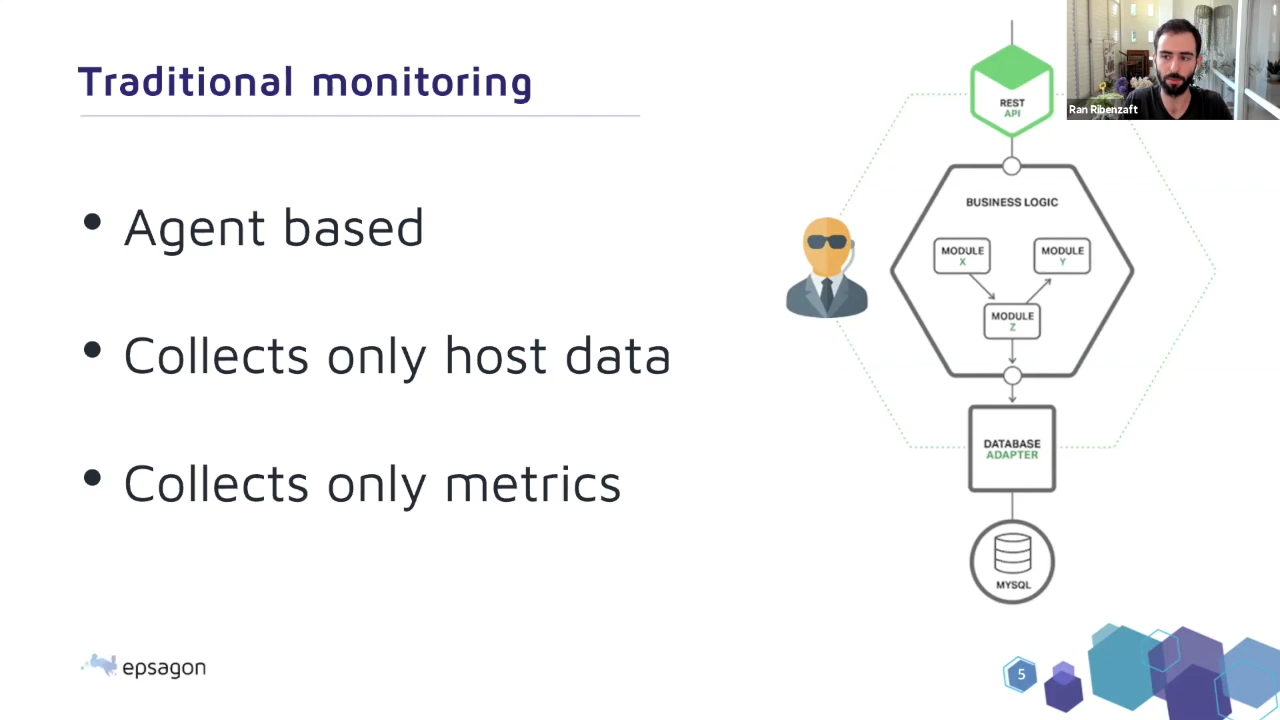 Traditional monitoring
• Agent based
• Collects only host data
• Collects only metrics
REST
API
Ran Ribenzaft
BUSINESS LOGIC
MODULE
X
MODULE
Y
MODULE
Z
DATABASE
ADAPTER
MYSQL
epsagon
5